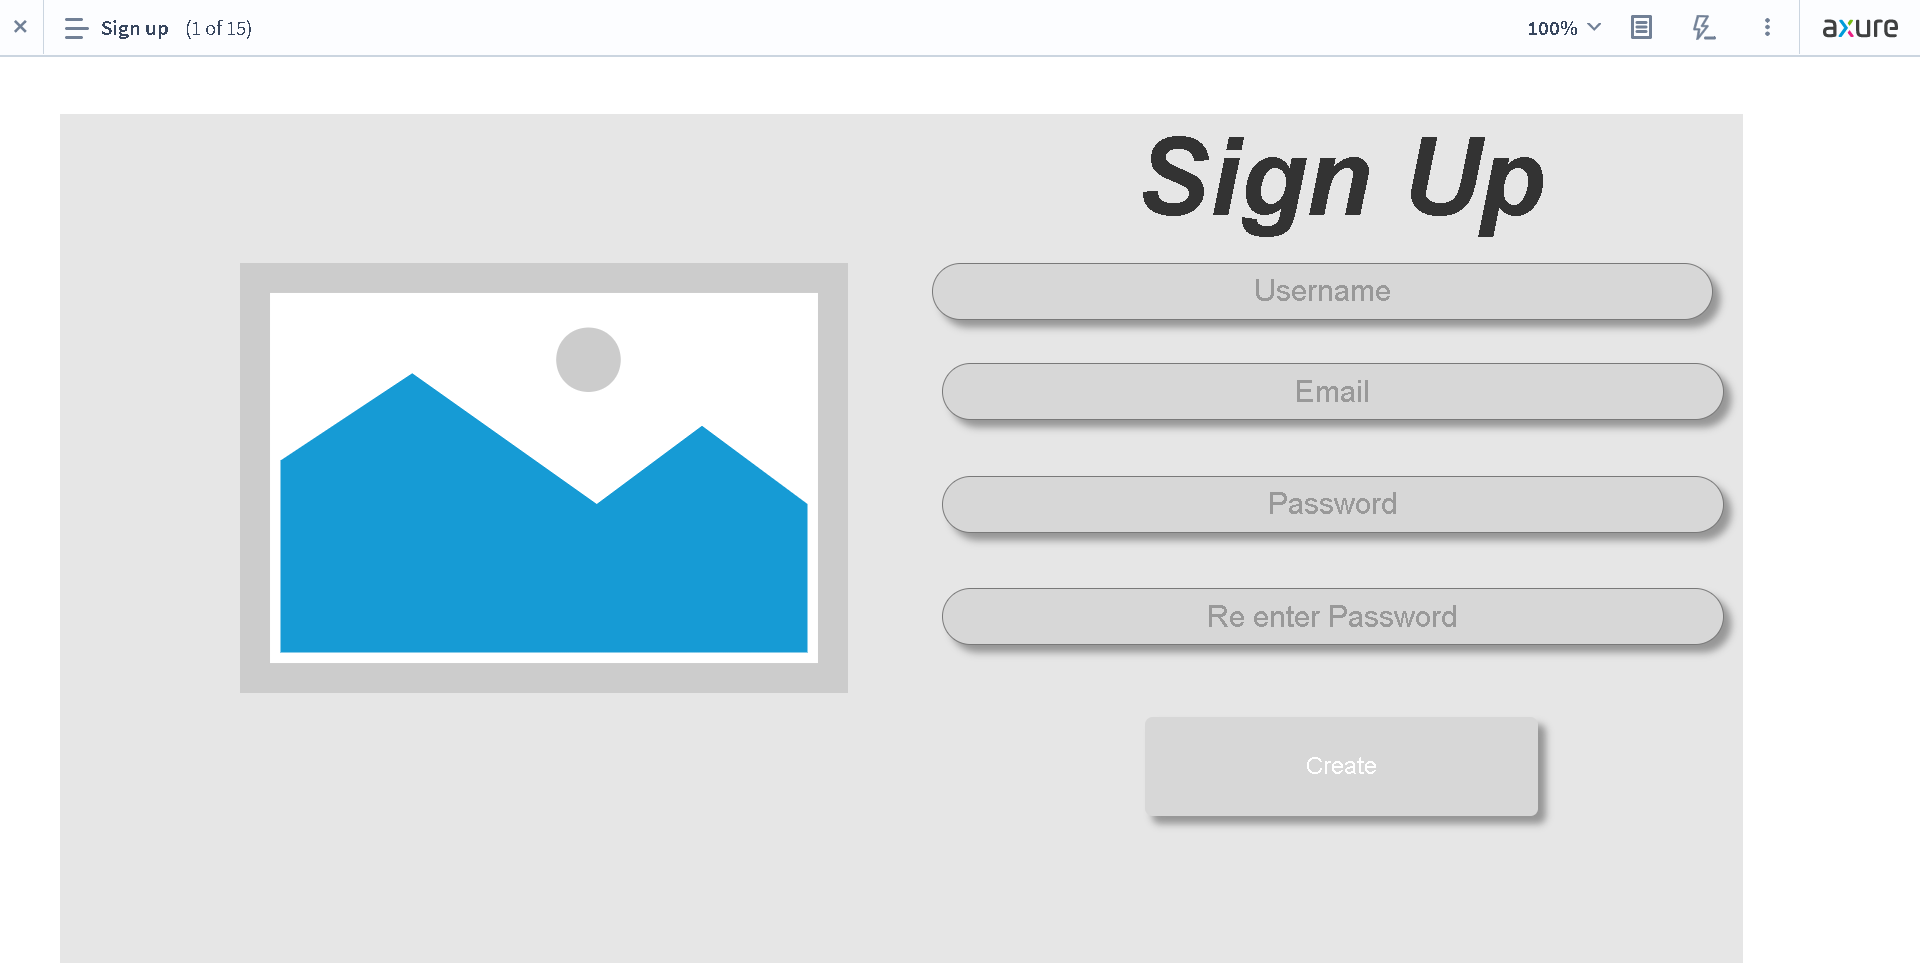 Sign up (1 of 15)
100%
axure
Sign Up
Username
Email
Password
Re enter Password
Create